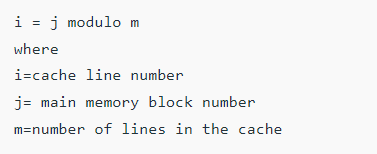 i = j modulo m
where
i=cache line number
j= main memory block number
m=number of lines in the cache